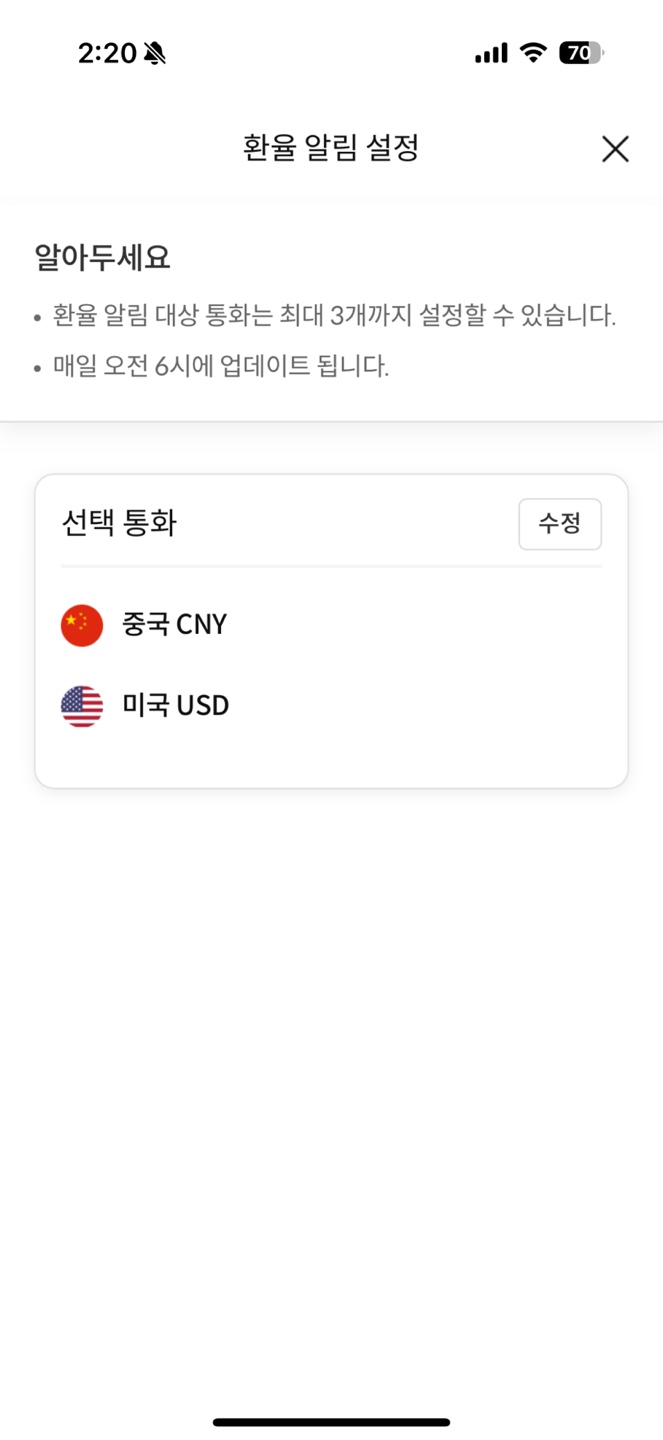 2:20
70
환율 알림 설정
알아두세요
• 환율 알림 대상 통화는 최대 3개까지 설정할 수 있습니다.
• 매일 오전 6시에 업데이트 됩니다.
선택 통화
수정
중국 CNY
미국 USD